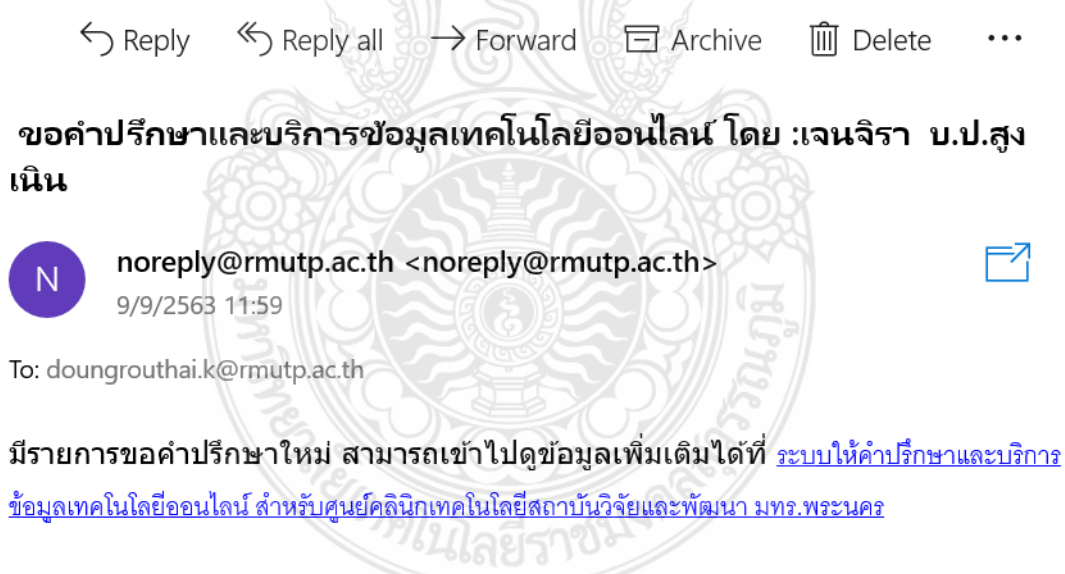 Reply Reply all Forward Archive Delete ...
ขอคำปรึกษาและบริการข้อมูลเทคโนโลยีออนไลน์ โดย :เจนจิรา บ.ป.สูง
เนิน
N
noreply@rmutp.ac.th <noreply@rmutp.ac.th>
9/9/2563 11:59
To: doungrouthai.k@rmutp.ac.th
มีรายการขอคำปรึกษาใหม่ สามารถเข้าไปดูข้อมูลเพิ่มเติมได้ที่ ระบบให้คำปรึกษาและบริการ
ข้อมูลเทคโนโลยีออนไลน์ สำหรับศูนย์คลินิกเทคโนโลยีสถาบันวิจัยและพัฒนา มทร.พระนคร